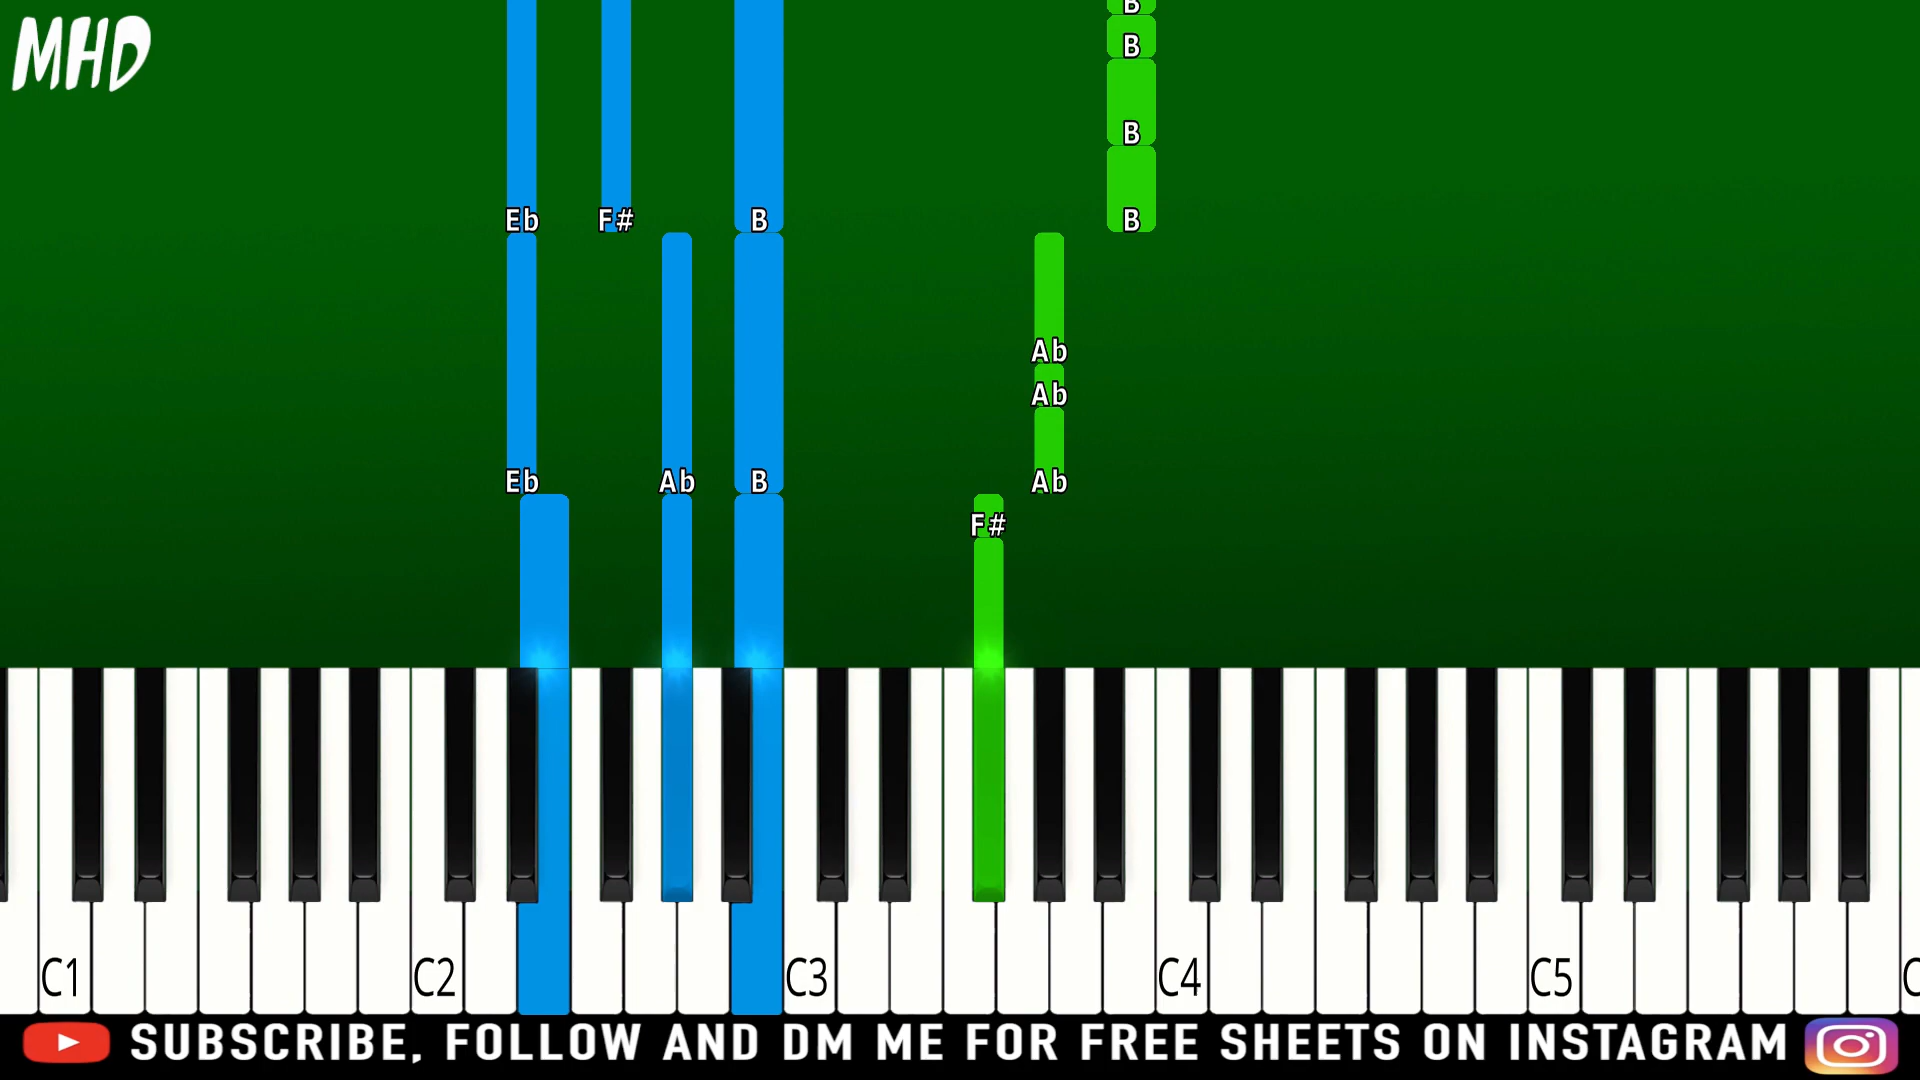 MHD
B
B
B
Eb F# B B
Ab
Ab
Eb Ab B Ab
F#
C1 C2 C3 C4 C5 C
SUBSCRIBE, FOLLOW AND DM ME FOR FREE SHEETS ON INSTAGRAM